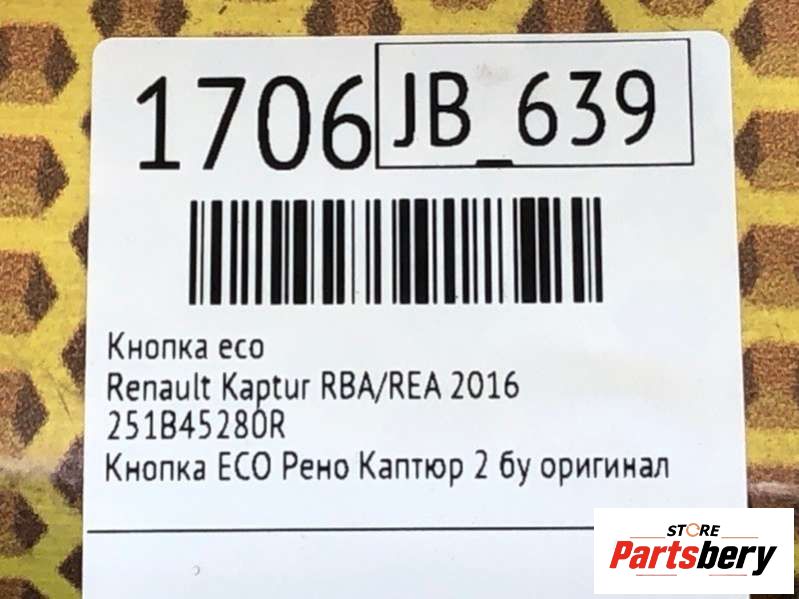 1706 JB_639
Кнопка eco
Renault Kaptur RBA/REA 2016
251B45280R
Кнопка ECO Рено Каптюр 2 бу оригинал
STORE
Partsbery